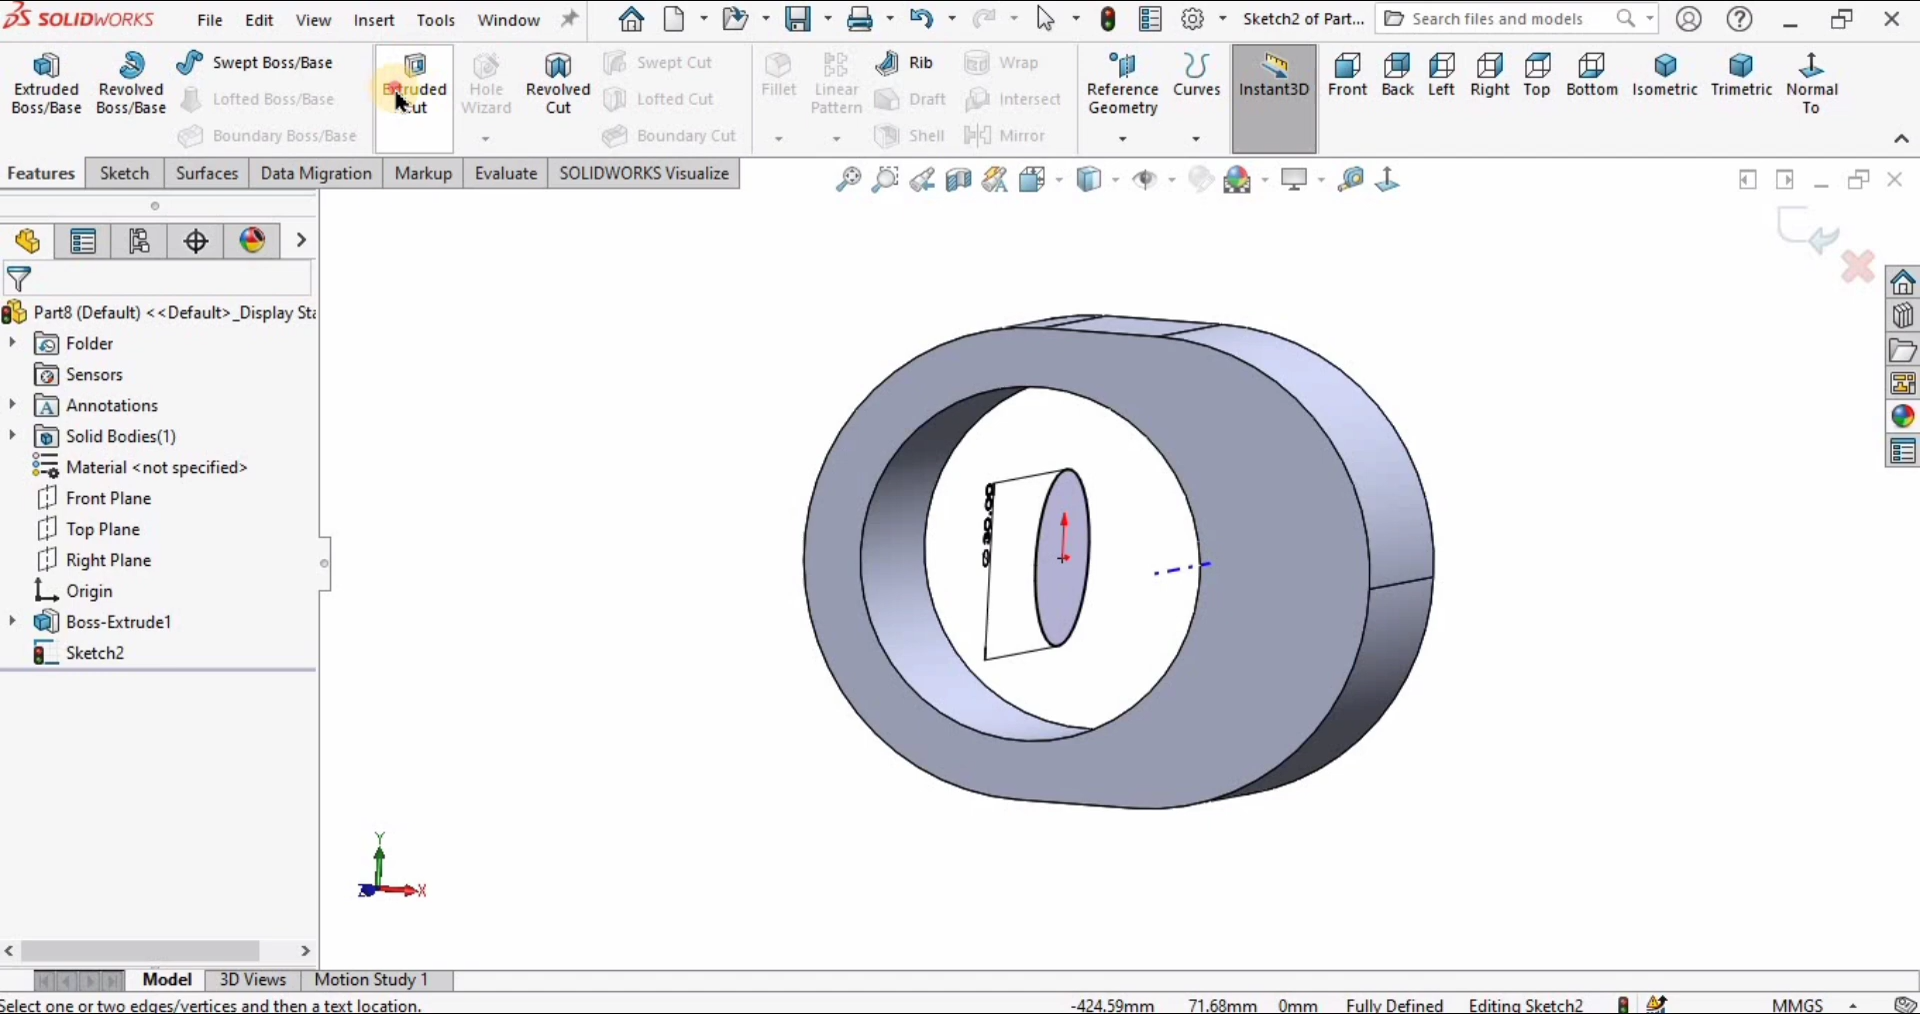 SOLIDWORKS
File Edit View Insert Tools Window
Sketch2 of Part...
Search files and models
Extruded Boss/Base
Revolved Boss/Base
Swept Boss/Base
Lofted Boss/Base
Boundary Boss/Base
Extruded Cut
Hole Wizard
Revolved Cut
Swept Cut
Lofted Cut
Boundary Cut
Fillet
Linear Pattern
Rib
Draft
Shell
Wrap
Intersect
Mirror
Reference Geometry
Curves
Instant3D
Front
Back
Left
Right
Top
Bottom
Isometric
Trimetric
Normal To
Features Sketch Surfaces Data Migration Markup Evaluate SOLIDWORKS Visualize
Part8 (Default) <<Default>_Display Sta
Folder
Sensors
Annotations
Solid Bodies(1)
Material <not specified>
Front Plane
Top Plane
Right Plane
Origin
Boss-Extrude1
Sketch2
Y
X
Z
Model 3D Views Motion Study 1
Select one or two edges/vertices and then a text location.
-424.59mm 71.68mm 0mm Fully Defined Editing Sketch2 MMGS